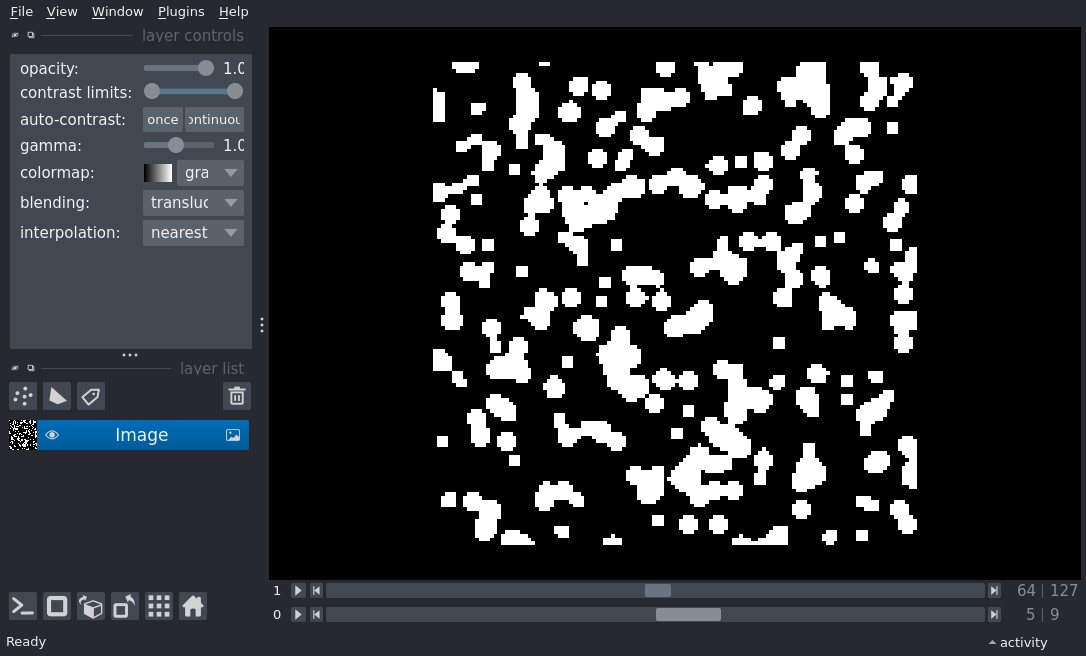 File View Window Plugins Help
layer controls
opacity: 1.0
contrast limits:
auto-contrast: once ontinuou
gamma: 1.0
colormap: gra
blending: transluc
interpolation: nearest
layer list
Image
1 64 | 127
0 5 | 9
Ready activity